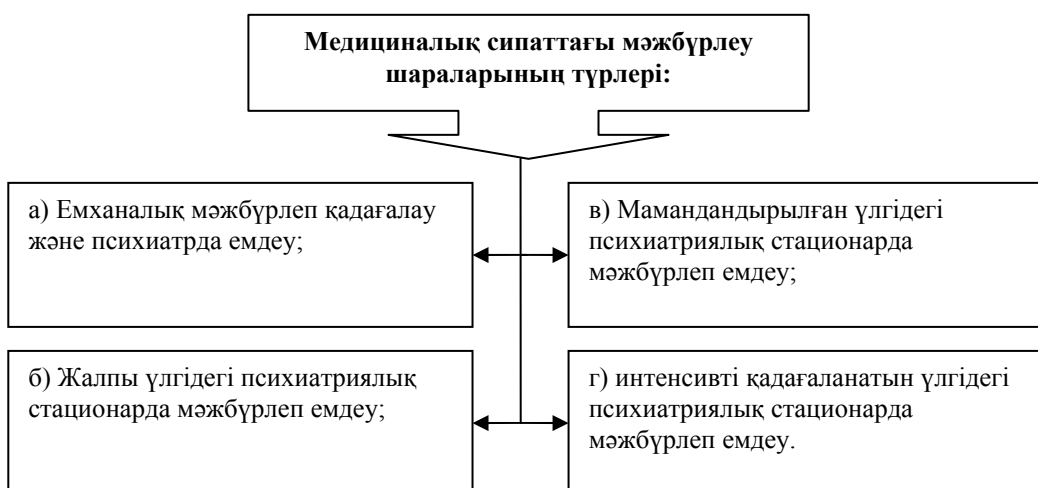 Медициналық сипаттағы мәжбүрлеу
шараларының түрлері:
а) Емханалық мәжбүрлеп қадағалау
және психиатрда емдеу;
в) Мамандандырылған үлгідегі
психиатриялық стационарда
мәжбүрлеп емдеу;
б) Жалпы үлгідегі психиатриялық
стационарда мәжбүрлеп емдеу;
г) интенсивті қадағаланатын үлгідегі
психиатриялық стационарда
мәжбүрлеп емдеу.